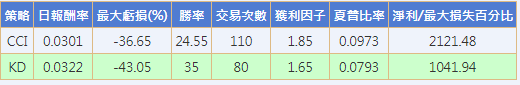 策略 日報酬率 最大虧損(%) 勝率 交易次數 獲利因子 夏普比率 淨利/最大損失百分比
CCI 0.0301 -36.65 24.55 110 1.85 0.0973 2121.48
KD 0.0322 -43.05 35 80 1.65 0.0793 1041.94